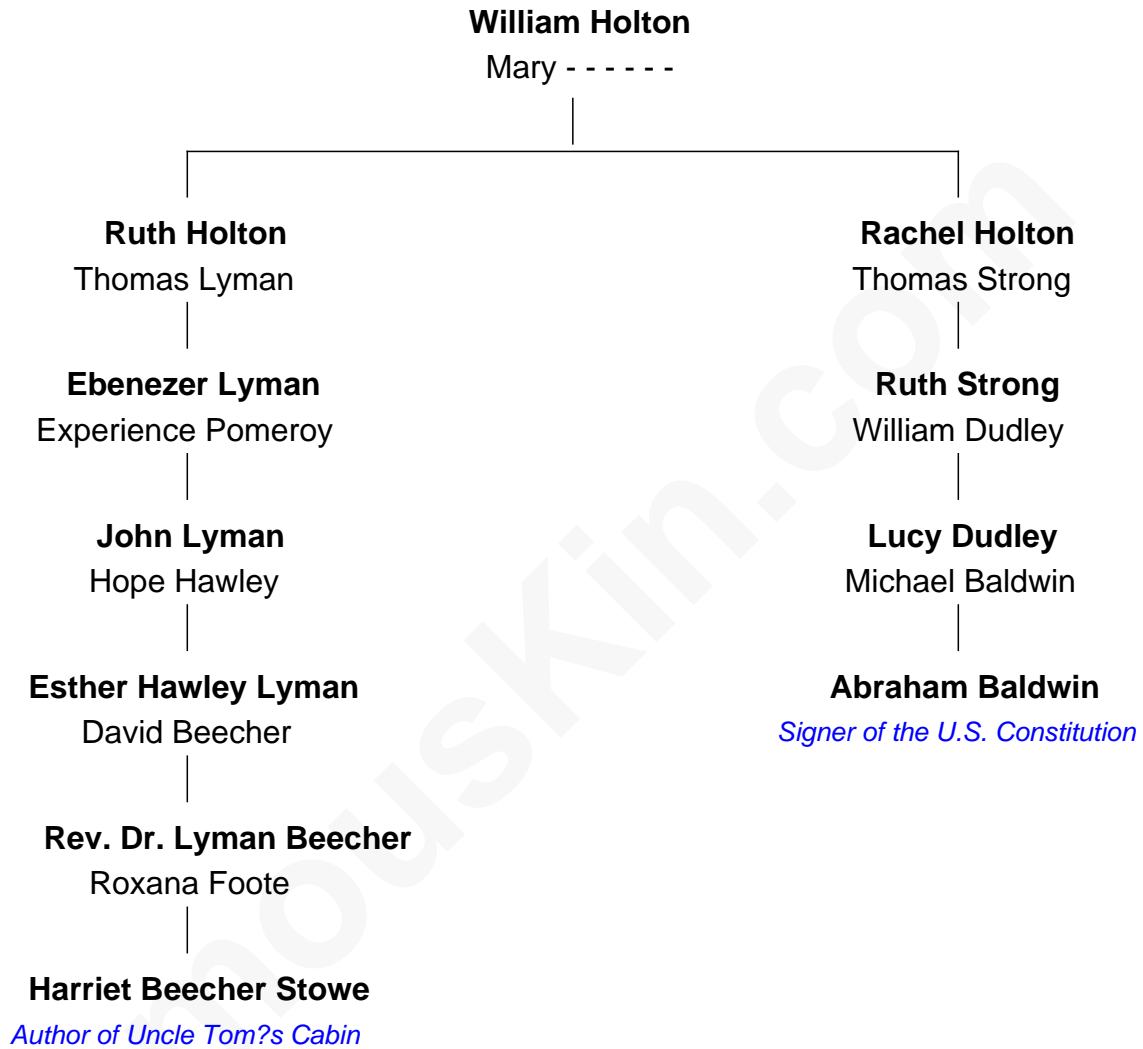 William Holton
Mary - - - - - -
Ruth Holton
Thomas Lyman
Rachel Holton
Thomas Strong
Ebenezer Lyman
Experience Pomeroy
Ruth Strong
William Dudley
John Lyman
Hope Hawley
Lucy Dudley
Michael Baldwin
Esther Hawley Lyman
David Beecher
Abraham Baldwin
Signer of the U.S. Constitution
Rev. Dr. Lyman Beecher
Roxana Foote
Harriet Beecher Stowe
Author of Uncle Tom?s Cabin
mouskin.com